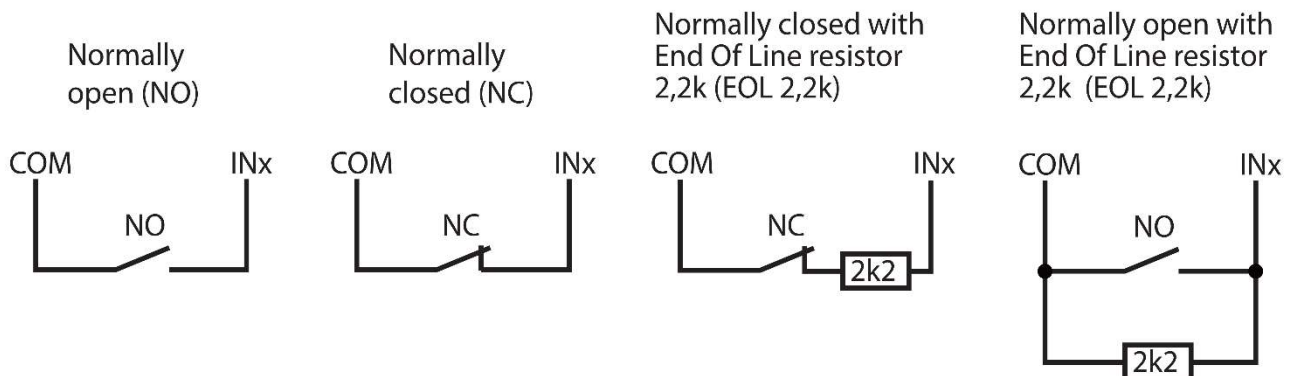 Normally
open (NO)
COM
INx
NO
Normally
closed (NC)
COM
INx
NC
Normally closed with
End Of Line resistor
2,2k (EOL 2,2k)
COM
INx
NC
2k2
Normally open with
End Of Line resistor
2,2k (EOL 2,2k)
COM
INx
NO
2k2